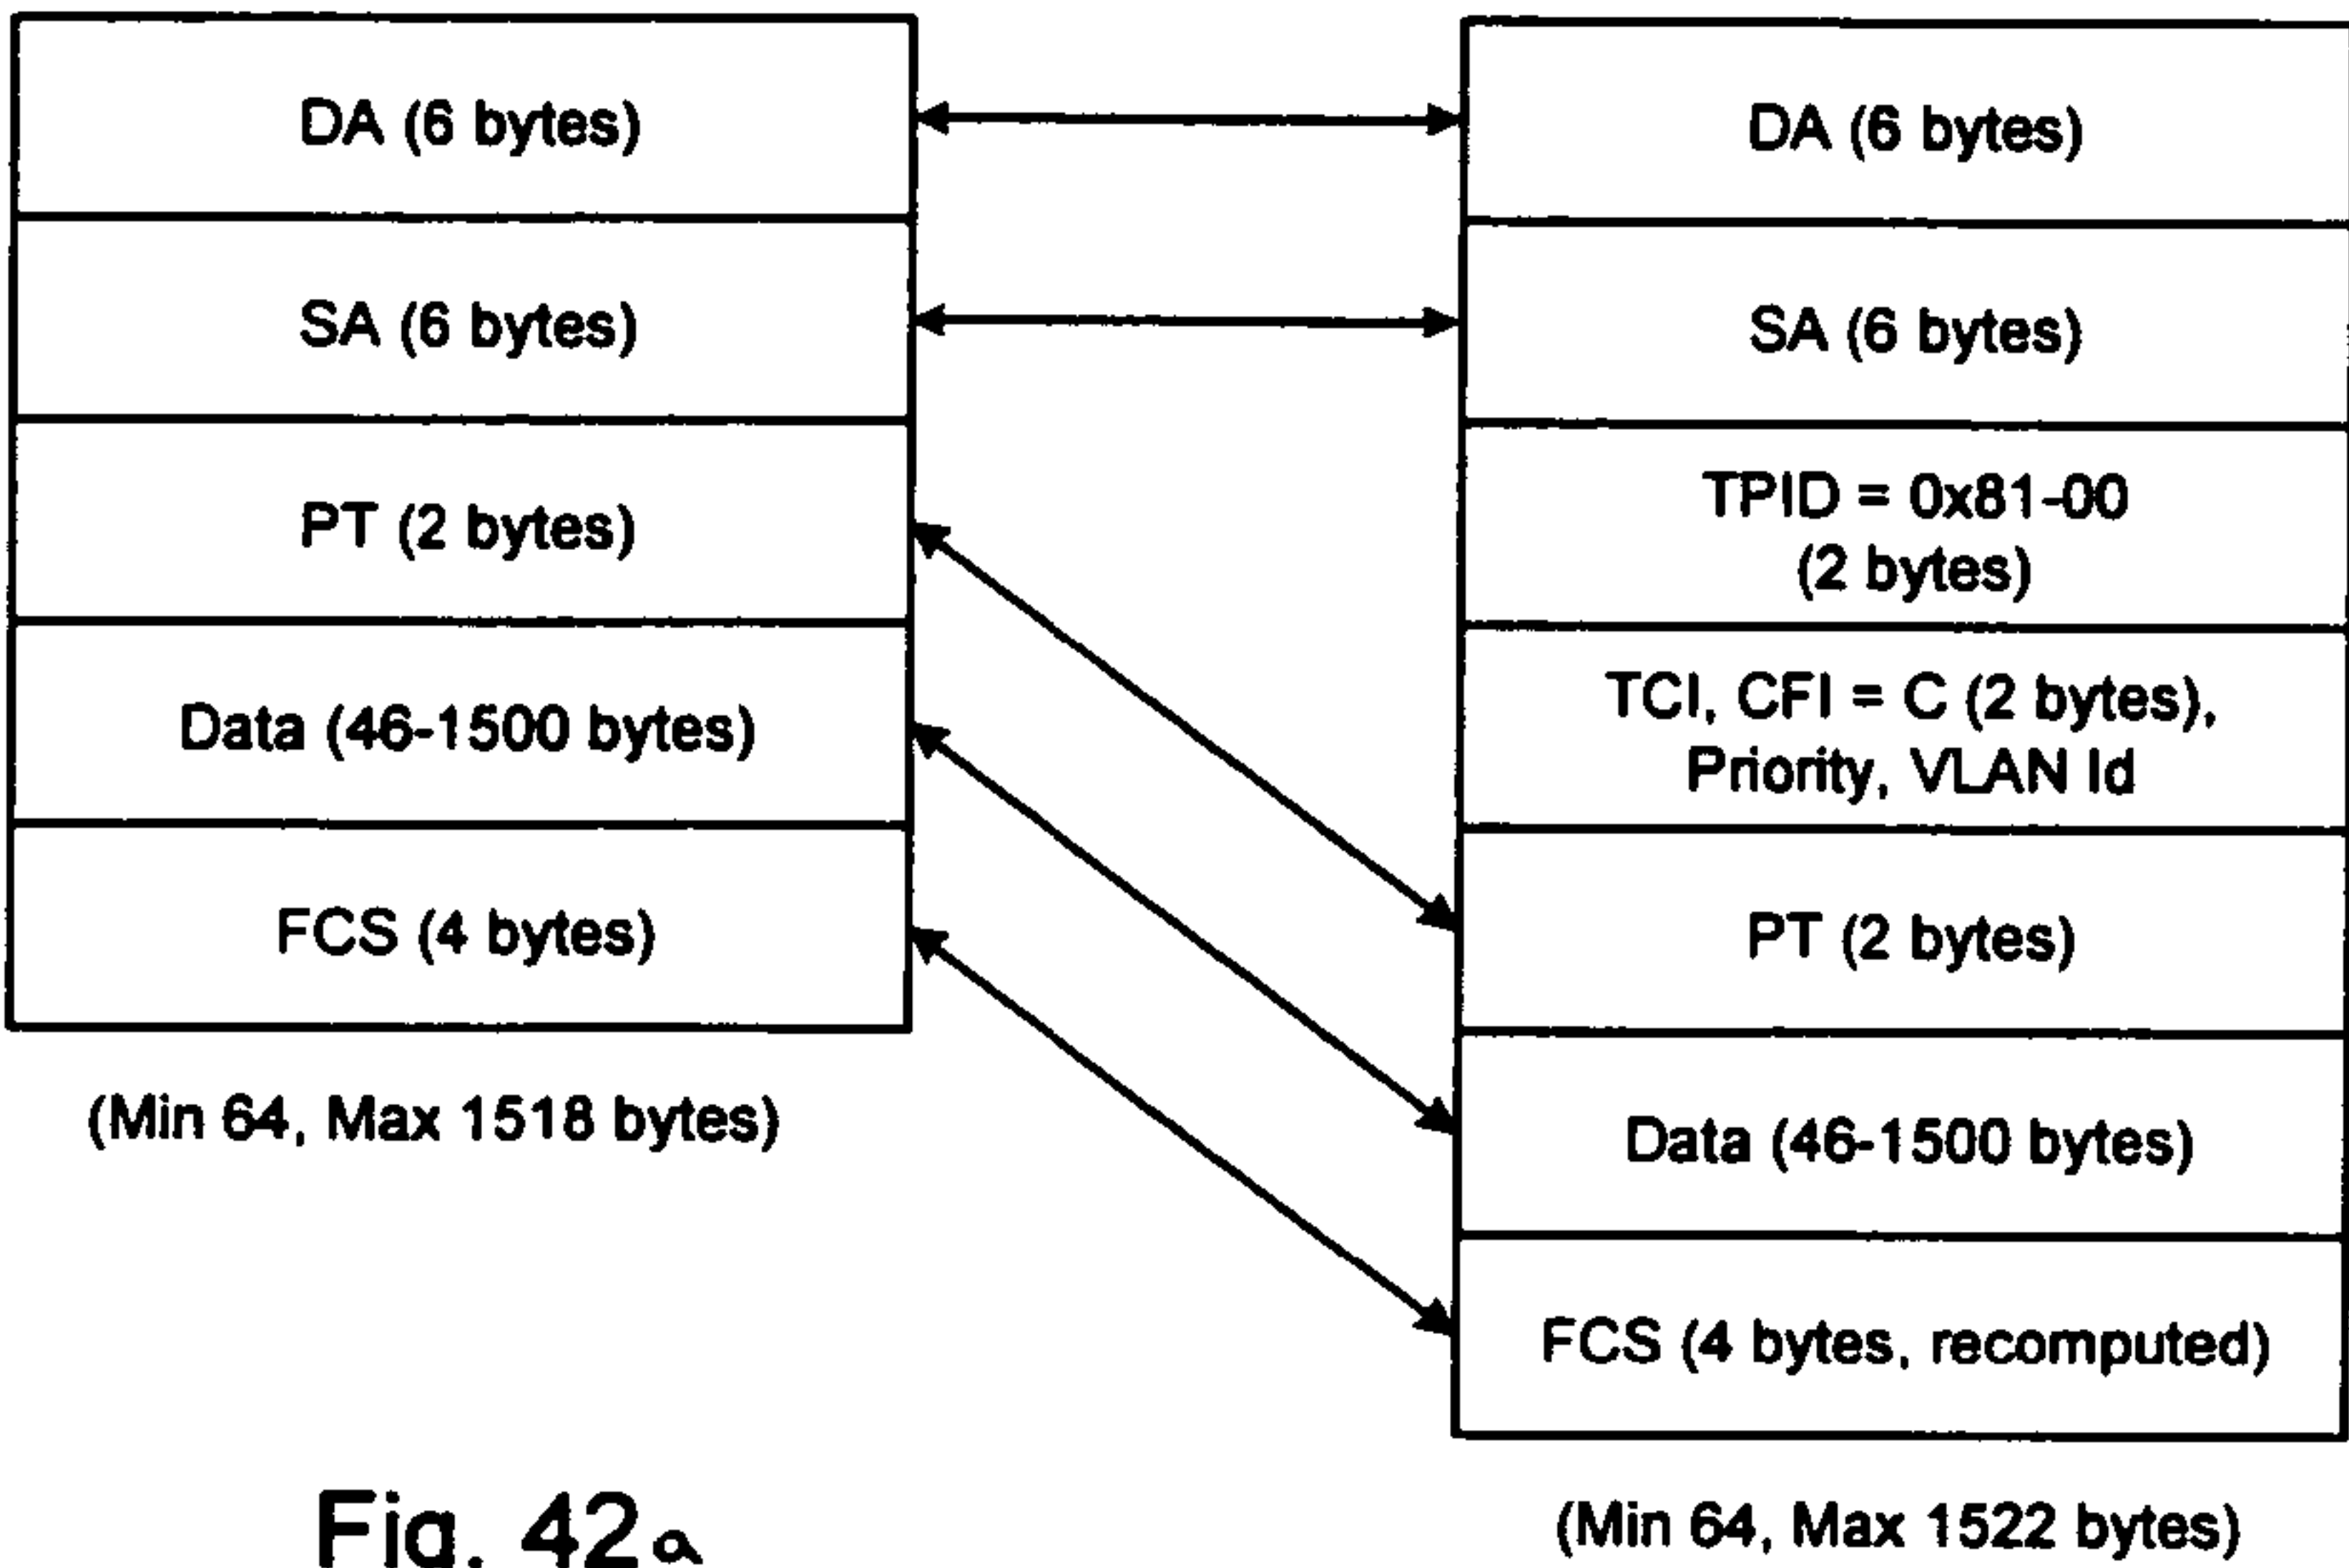 DA (6 bytes)
SA (6 bytes)
PT (2 bytes)
Data (46-1500 bytes)
FCS (4 bytes)
(Min 64, Max 1518 bytes)
DA (6 bytes)
SA (6 bytes)
TPID = 0x81-00
(2 bytes)
TCI, CFI = C (2 bytes),
Priority, VLAN Id
PT (2 bytes)
Data (46-1500 bytes)
FCS (4 bytes, recomputed)
(Min 64, Max 1522 bytes)
Fig. 42a